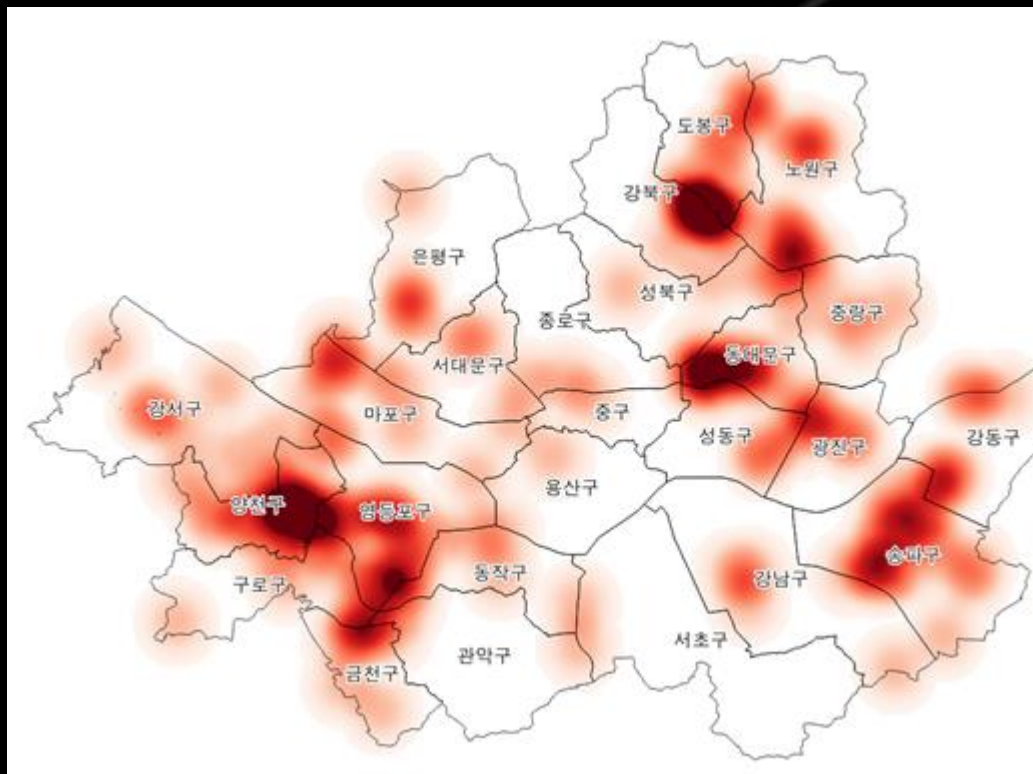 도봉구
노원구
강북구
은평구
성북구
중랑구
종로구
동대문구
서대문구
강서구
마포구
중구
성동구
광진구
강동구
양천구
영등포구
용산구
송파구
구로구
동작구
강남구
서초구
관악구
금천구